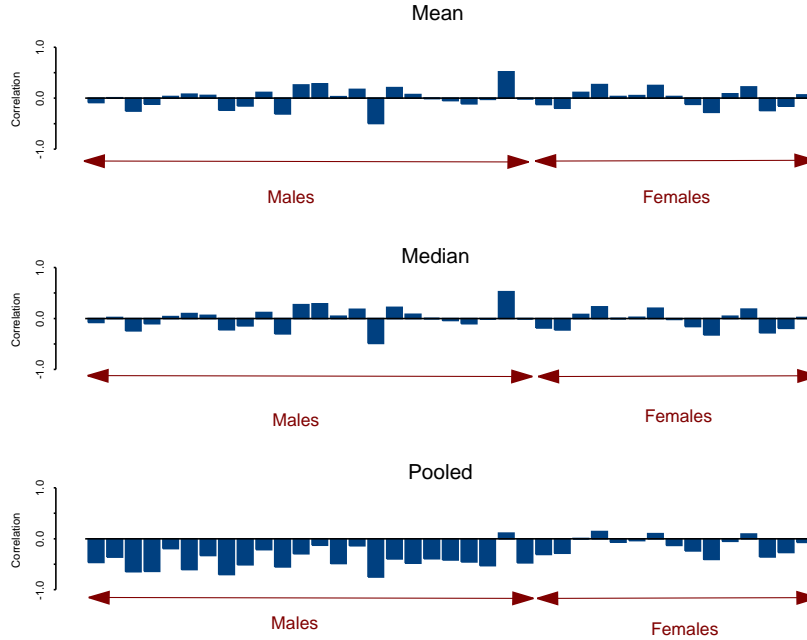 Mean
1.0
0.0
-1.0
Correlation
Males
Females
Median
1.0
0.0
-1.0
Correlation
Males
Females
Pooled
1.0
0.0
-1.0
Correlation
Males
Females